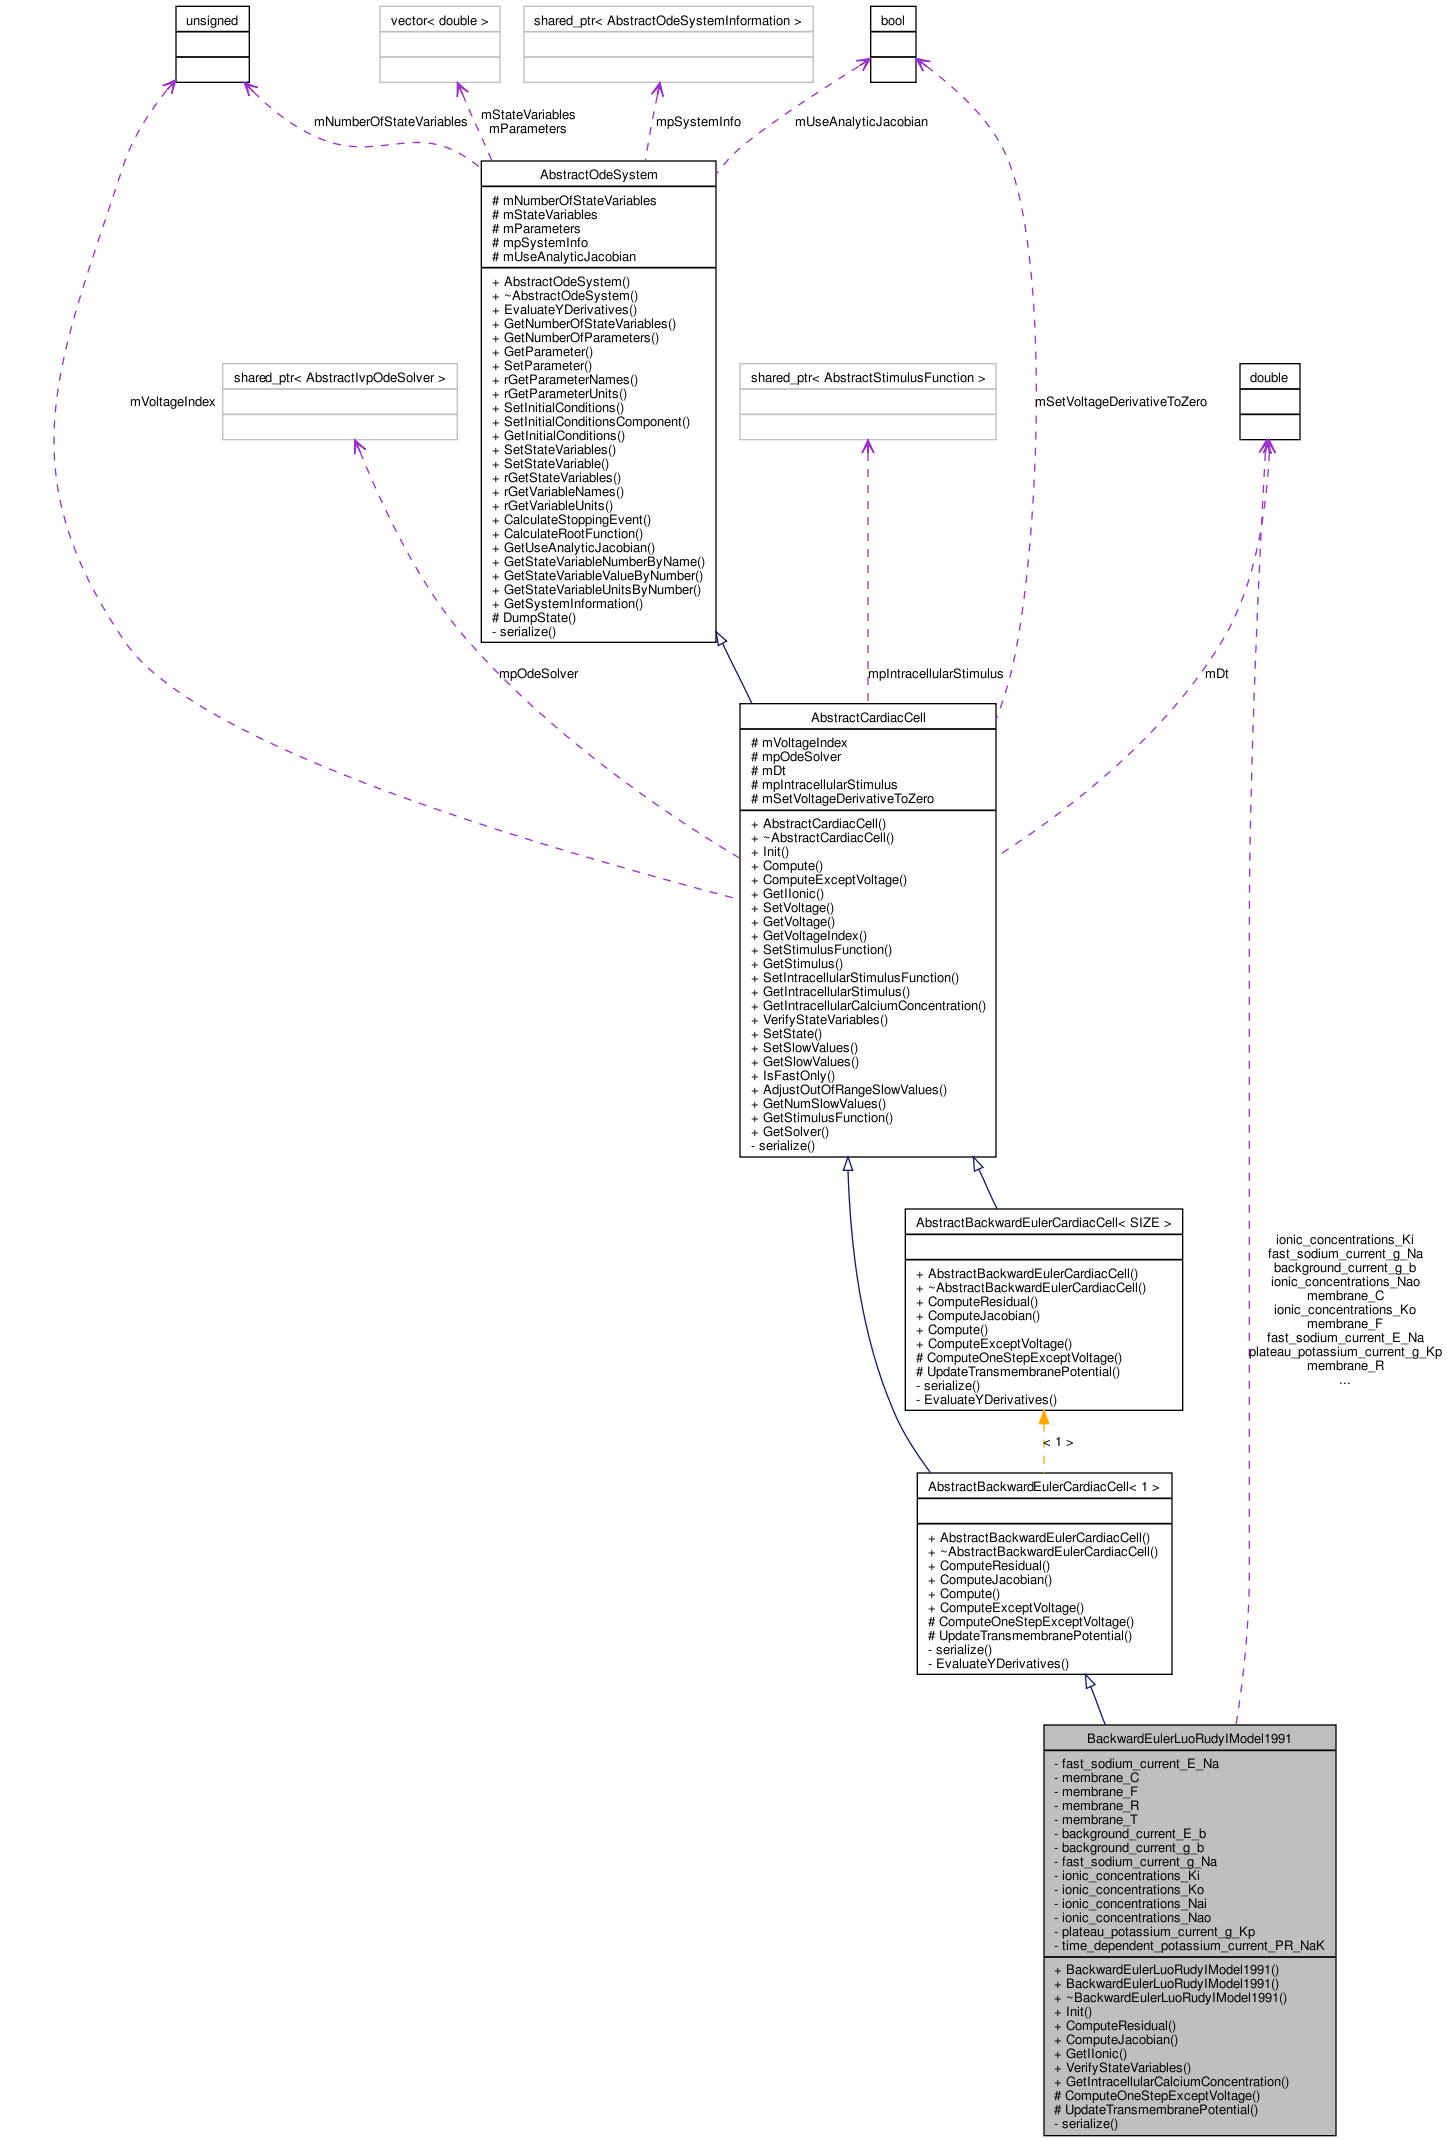 unsigned
vector< double >
shared_ptr< AbstractOdeSystemInformation >
bool
mNumberOfStateVariables
mStateVariables
mParameters
mpSystemInfo
mUseAnalyticJacobian
AbstractOdeSystem
# mNumberOfStateVariables
# mStateVariables
# mParameters
# mpSystemInfo
# mUseAnalyticJacobian
+ AbstractOdeSystem()
+ ~AbstractOdeSystem()
+ EvaluateYDerivatives()
+ GetNumberOfStateVariables()
+ GetNumberOfParameters()
+ GetParameter()
+ SetParameter()
+ rGetParameterNames()
+ rGetParameterUnits()
+ SetInitialConditions()
+ SetInitialConditionsComponent()
+ GetInitialConditions()
+ SetStateVariables()
+ SetStateVariable()
+ rGetStateVariables()
+ rGetVariableNames()
+ rGetVariableUnits()
+ CalculateStoppingEvent()
+ CalculateRootFunction()
+ GetUseAnalyticJacobian()
+ GetStateVariableNumberByName()
+ GetStateVariableValueByNumber()
+ GetStateVariableUnitsByNumber()
+ GetSystemInformation()
# DumpState()
- serialize()
mVoltageIndex
shared_ptr< AbstractIvpOdeSolver >
shared_ptr< AbstractStimulusFunction >
mSetVoltageDerivativeToZero
double
mpOdeSolver
mpIntracellularStimulus
mDt
AbstractCardiacCell
# mVoltageIndex
# mpOdeSolver
# mDt
# mpIntracellularStimulus
# mSetVoltageDerivativeToZero
+ AbstractCardiacCell()
+ ~AbstractCardiacCell()
+ Init()
+ Compute()
+ ComputeExceptVoltage()
+ GetIIonic()
+ SetVoltage()
+ GetVoltage()
+ GetVoltageIndex()
+ SetStimulusFunction()
+ GetStimulus()
+ SetIntracellularStimulusFunction()
+ GetIntracellularStimulus()
+ GetIntracellularCalciumConcentration()
+ VerifyStateVariables()
+ SetState()
+ SetSlowValues()
+ GetSlowValues()
+ IsFastOnly()
+ AdjustOutOfRangeSlowValues()
+ GetNumSlowValues()
+ GetStimulusFunction()
+ GetSolver()
- serialize()
AbstractBackwardEulerCardiacCell< SIZE >
+ AbstractBackwardEulerCardiacCell()
+ ~AbstractBackwardEulerCardiacCell()
+ ComputeResidual()
+ ComputeJacobian()
+ Compute()
+ ComputeExceptVoltage()
# ComputeOneStepExceptVoltage()
# UpdateTransmembranePotential()
- serialize()
- EvaluateYDerivatives()
ionic_concentrations_Ki
fast_sodium_current_g_Na
background_current_g_b
ionic_concentrations_Nao
membrane_C
ionic_concentrations_Ko
membrane_F
fast_sodium_current_E_Na
plateau_potassium_current_g_Kp
membrane_R
...
< 1 >
AbstractBackwardEulerCardiacCell< 1 >
+ AbstractBackwardEulerCardiacCell()
+ ~AbstractBackwardEulerCardiacCell()
+ ComputeResidual()
+ ComputeJacobian()
+ Compute()
+ ComputeExceptVoltage()
# ComputeOneStepExceptVoltage()
# UpdateTransmembranePotential()
- serialize()
- EvaluateYDerivatives()
BackwardEulerLuoRudyIModel1991
- fast_sodium_current_E_Na
- membrane_C
- membrane_F
- membrane_R
- membrane_T
- background_current_E_b
- background_current_g_b
- fast_sodium_current_g_Na
- ionic_concentrations_Ki
- ionic_concentrations_Ko
- ionic_concentrations_Nai
- ionic_concentrations_Nao
- plateau_potassium_current_g_Kp
- time_dependent_potassium_current_PR_NaK
+ BackwardEulerLuoRudyIModel1991()
+ BackwardEulerLuoRudyIModel1991()
+ ~BackwardEulerLuoRudyIModel1991()
+ Init()
+ ComputeResidual()
+ ComputeJacobian()
+ GetIIonic()
+ VerifyStateVariables()
+ GetIntracellularCalciumConcentration()
# ComputeOneStepExceptVoltage()
# UpdateTransmembranePotential()
- serialize()